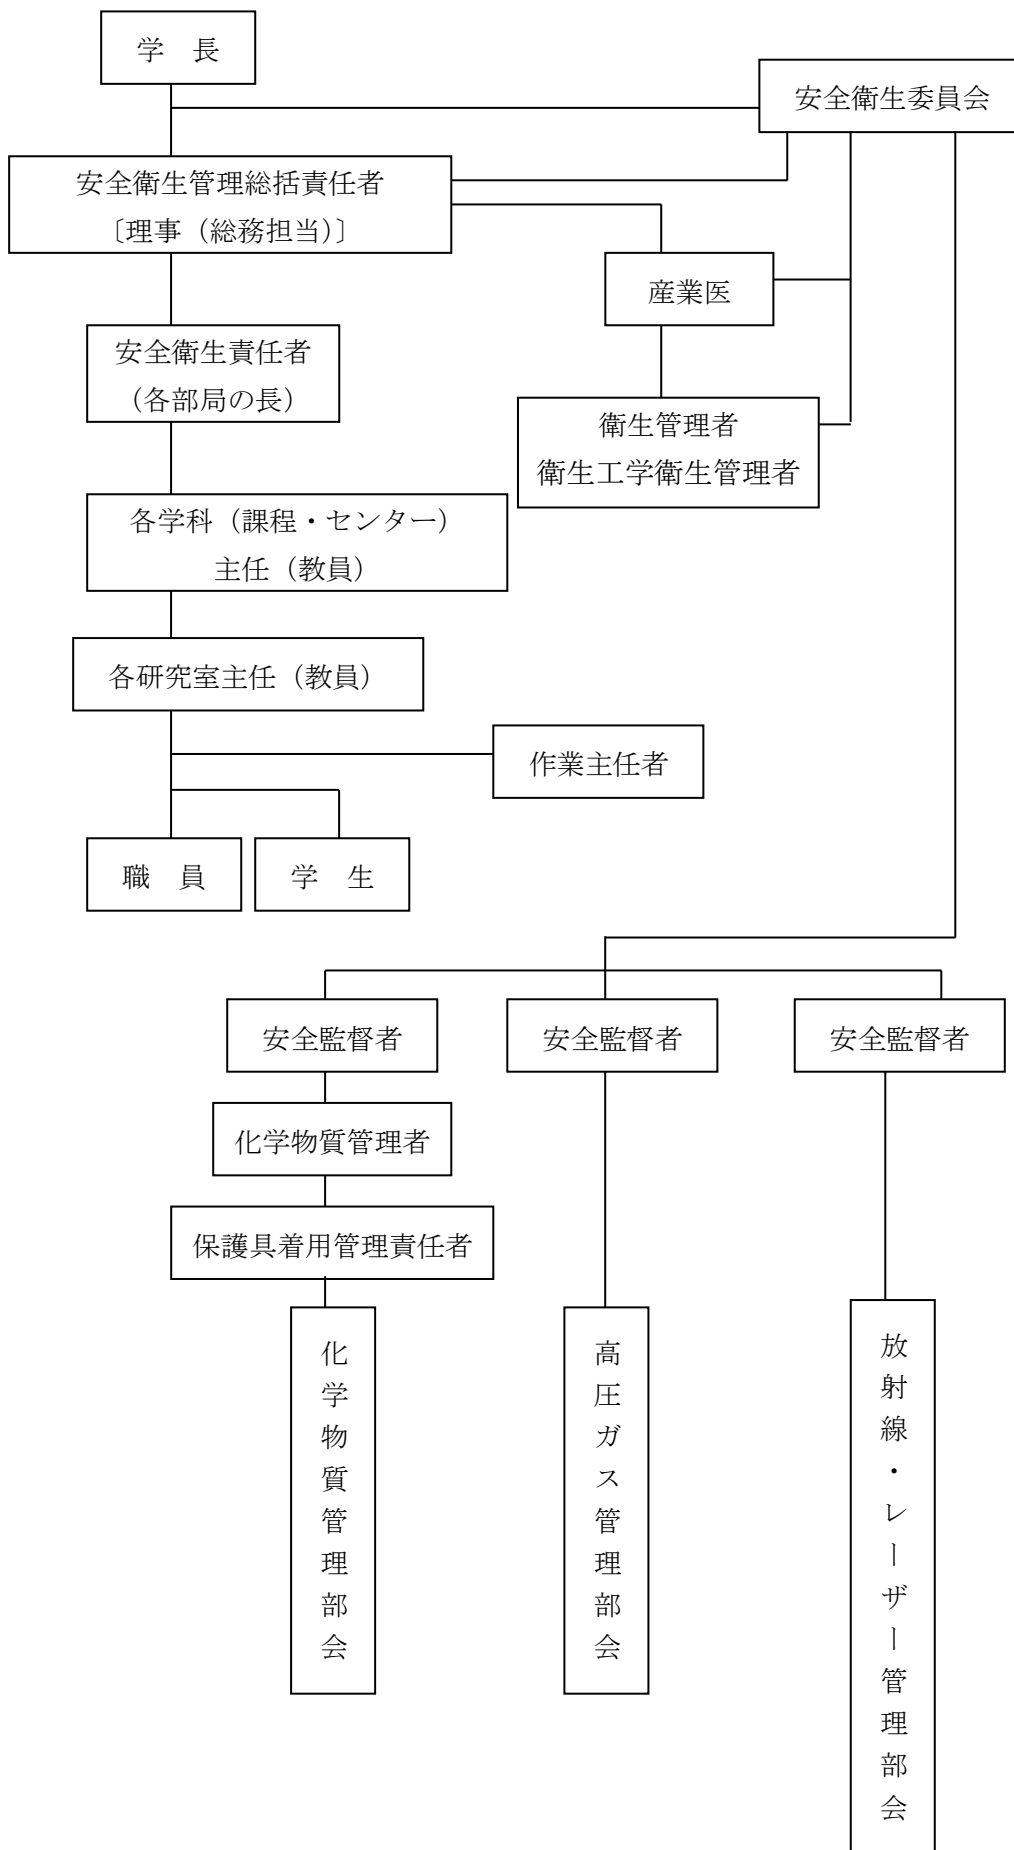 学　長
安全衛生委員会
安全衛生管理総括責任者
〔理事（総務担当）〕
産業医
安全衛生責任者
（各部局の長）
衛生管理者
衛生工学衛生管理者
各学科（課程・センター）
主任（教員）
各研究室主任（教員）
作業主任者
職　員
学　生
安全監督者
安全監督者
安全監督者
化学物質管理者
保護具着用管理責任者
化学物質管理部会
高圧ガス管理部会
放射線・レーザー管理部会